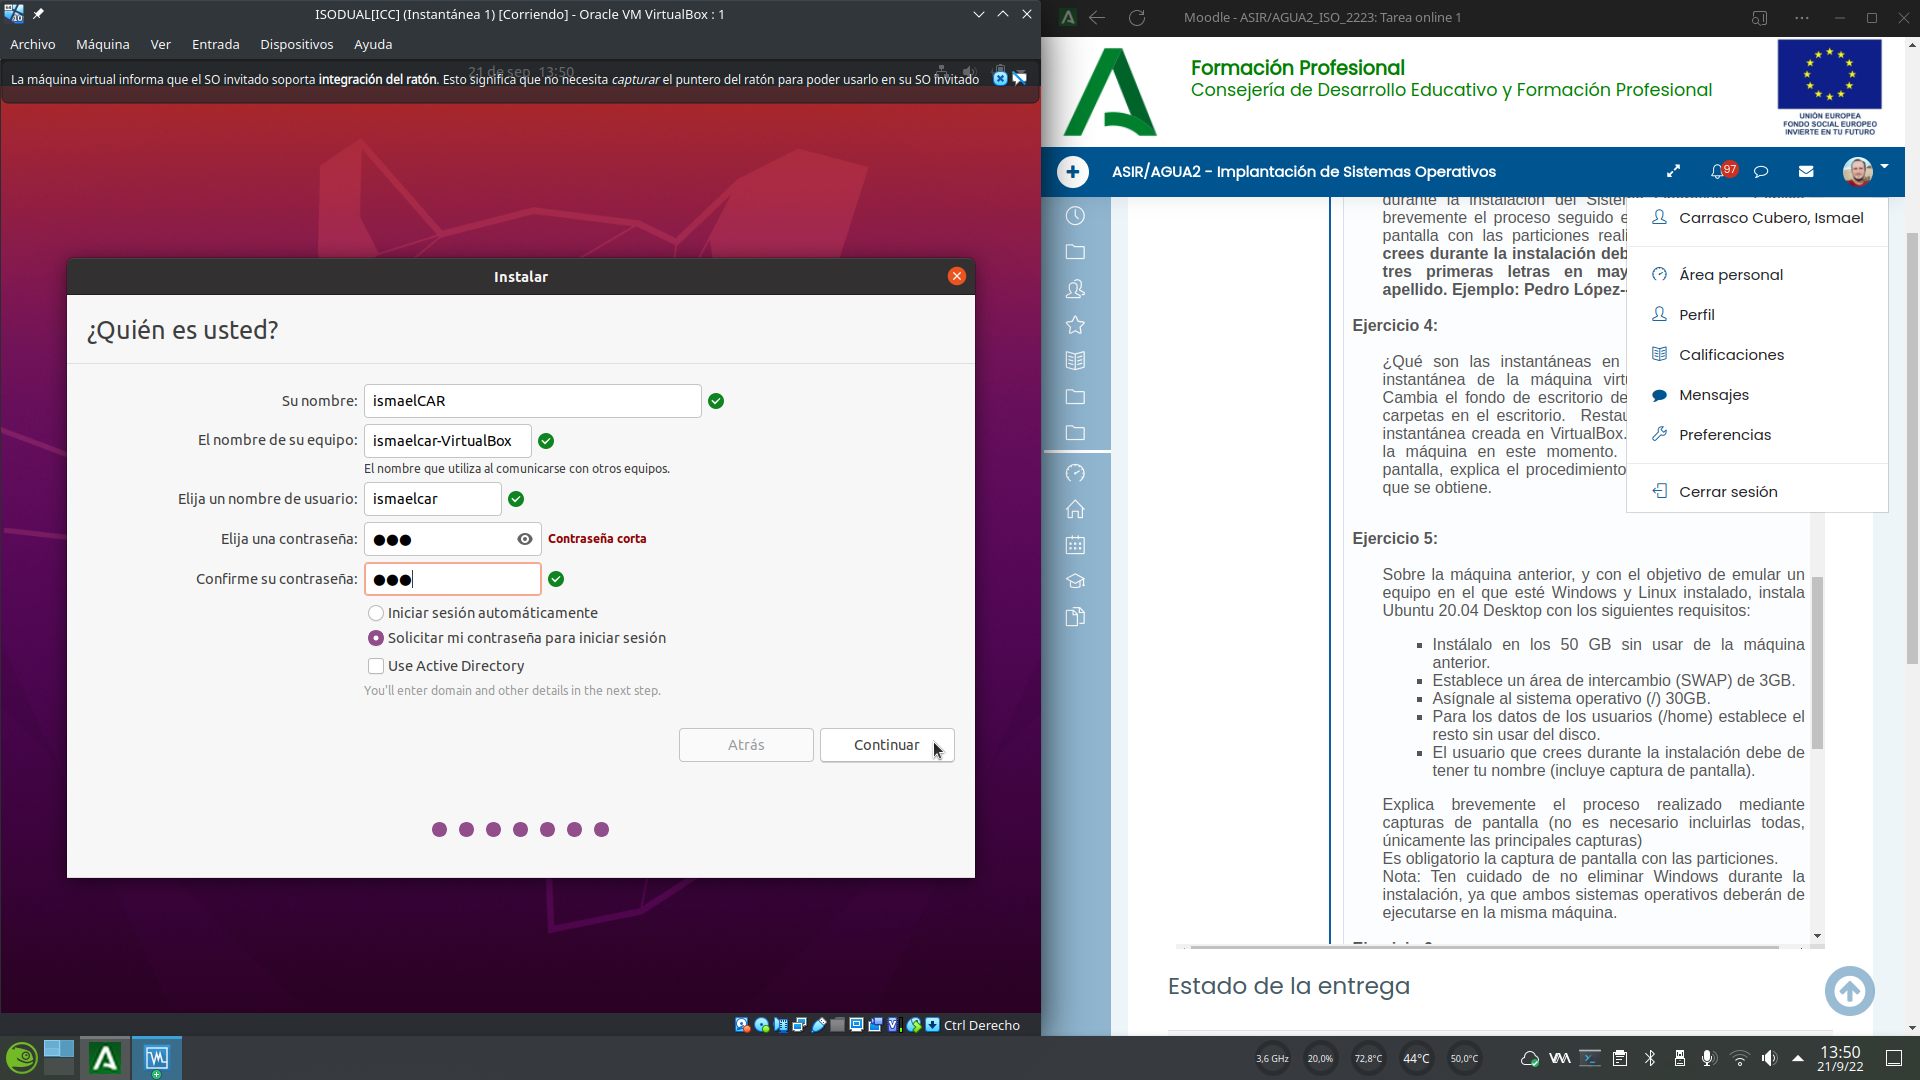 ISODUAL[ICC] (Instantánea 1) [Corriendo] - Oracle VM VirtualBox : 1
Archivo Máquina Ver Entrada Dispositivos Ayuda
21 de sep 13:50
La máquina virtual informa que el SO invitado soporta integración del ratón. Esto significa que no necesita capturar el puntero del ratón para poder usarlo en su SO invitado
Instalar
¿Quién es usted?
Su nombre: ismaelCAR
El nombre de su equipo: ismaelcar-VirtualBox
El nombre que utiliza al comunicarse con otros equipos.
Elija un nombre de usuario: ismaelcar
Elija una contraseña: ●●● Contraseña corta
Confirme su contraseña: ●●●
Iniciar sesión automáticamente
Solicitar mi contraseña para iniciar sesión
Use Active Directory
You'll enter domain and other details in the next step.
Atrás Continuar
Ctrl Derecho
Moodle - ASIR/AGUA2_ISO_2223: Tarea online 1
Formación Profesional
Consejería de Desarrollo Educativo y Formación Profesional
UNIÓN EUROPEA
FONDO SOCIAL EUROPEO
INVIERTE EN TU FUTURO
ASIR/AGUA2 - Implantación de Sistemas Operativos
97
durante la instalación del Siste
brevemente el proceso seguido e
pantalla con las particiones reali
crees durante la instalación deb
tres primeras letras en may
apellido. Ejemplo: Pedro López-
Carrasco Cubero, Ismael
Área personal
Perfil
Calificaciones
Mensajes
Preferencias
Cerrar sesión
Ejercicio 4:
¿Qué son las instantáneas en
instantánea de la máquina virtu
Cambia el fondo de escritorio de
carpetas en el escritorio. Restau
instantánea creada en VirtualBox.
la máquina en este momento.
pantalla, explica el procedimiento
que se obtiene.
Ejercicio 5:
Sobre la máquina anterior, y con el objetivo de emular un
equipo en el que esté Windows y Linux instalado, instala
Ubuntu 20.04 Desktop con los siguientes requisitos:
Instálalo en los 50 GB sin usar de la máquina
anterior.
Establece un área de intercambio (SWAP) de 3GB.
Asígnale al sistema operativo (/) 30GB.
Para los datos de los usuarios (/home) establece el
resto sin usar del disco.
El usuario que crees durante la instalación debe de
tener tu nombre (incluye captura de pantalla).
Explica brevemente el proceso realizado mediante
capturas de pantalla (no es necesario incluirlas todas,
únicamente las principales capturas)
Es obligatorio la captura de pantalla con las particiones.
Nota: Ten cuidado de no eliminar Windows durante la
instalación, ya que ambos sistemas operativos deberán de
ejecutarse en la misma máquina.
Estado de la entrega
3,6 GHz 20,0% 72,8°C 44°C 50,0°C
13:50
21/9/22